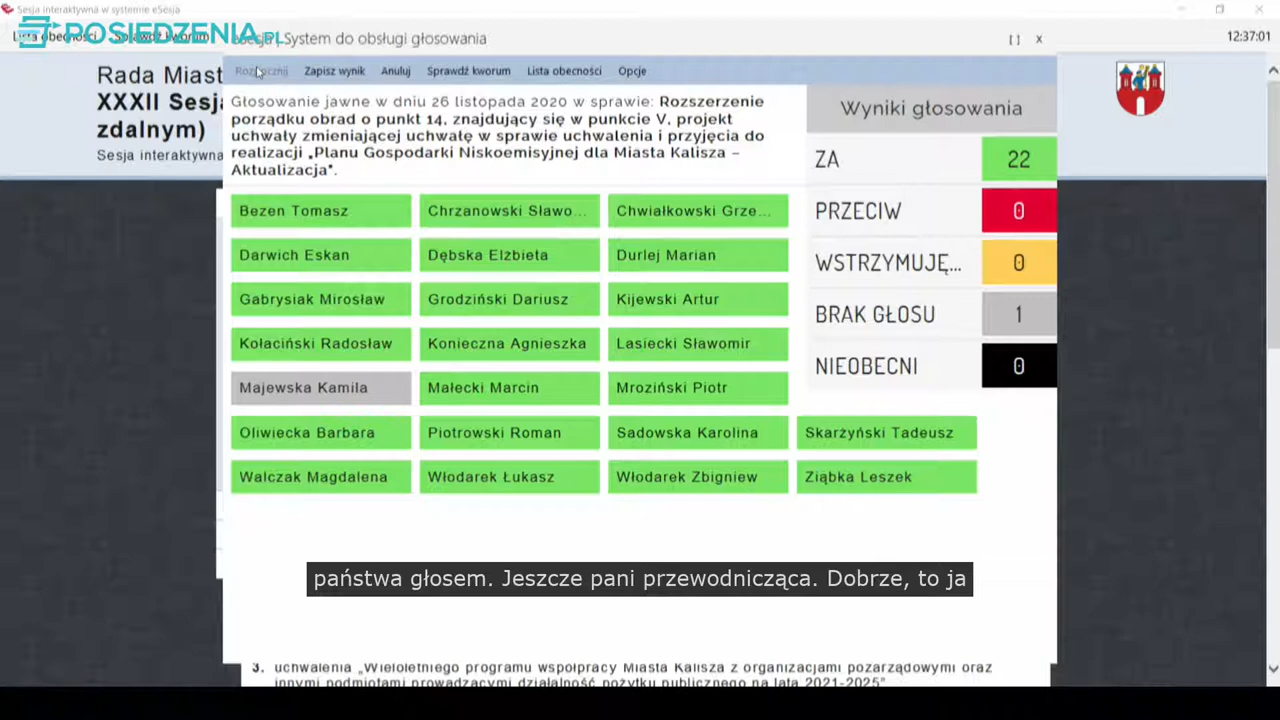 Sesja interaktywna w systemie eSesja
POSIEDZENIA.PL
System do obsługi głosowania
[ ] x
12:37:01
Rozpocznij Zapisz wynik Anuluj Sprawdź kworum Lista obecności Opcje
Rada Miast
XXXII Sesj
zdalnym)
Sesja interaktywna
Głosowanie jawne w dniu 26 listopada 2020 w sprawie: Rozszerzenie
porządku obrad o punkt 14, znajdujący się w punkcie V, projekt
uchwały zmieniającej uchwałę w sprawie uchwalenia i przyjęcia do
realizacji „Planu Gospodarki Niskoemisyjnej dla Miasta Kalisza –
Aktualizacja".
Wyniki głosowania
ZA 22
PRZECIW 0
WSTRZYMUJĘ... 0
BRAK GŁOSU 1
NIEOBECNI 0
Bezen Tomasz Chrzanowski Sławo... Chwiałkowski Grze...
Darwich Eskan Dębska Elżbieta Durlej Marian
Gabrysiak Mirosław Grodziński Dariusz Kijewski Artur
Kołaciński Radosław Konieczna Agnieszka Lasiecki Sławomir
Majewska Kamila Małecki Marcin Mroziński Piotr
Oliwiecka Barbara Piotrowski Roman Sadowska Karolina Skarżyński Tadeusz
Walczak Magdalena Włodarek Łukasz Włodarek Zbigniew Ziąbka Leszek
państwa głosem. Jeszcze pani przewodnicząca. Dobrze, to ja
3. uchwalenia „Wieloletniego programu współpracy Miasta Kalisza z organizacjami pozarządowymi oraz
innymi podmiotami prowadzącymi działalność pożytku publicznego na lata 2021-2025"